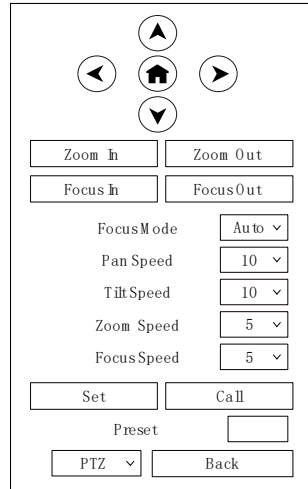 Zoom In Zoom Out
Focus In Focus Out
Focus Mode Auto
Pan Speed 10
Tilt Speed 10
Zoom Speed 5
Focus Speed 5
Set Call
Preset
PTZ Back